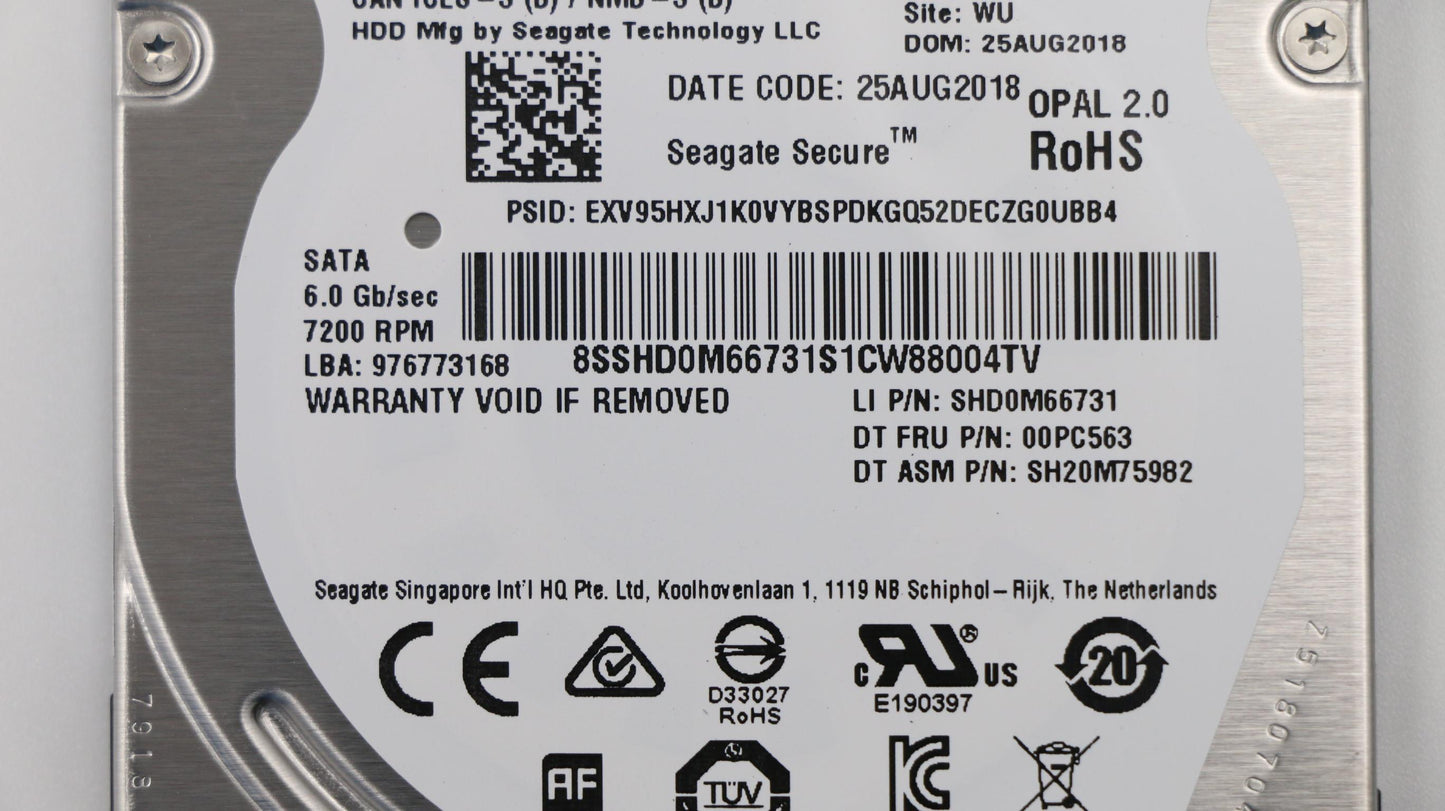 HDD Mfg by Seagate Technology LLC
Site: WU
DOM: 25AUG2018
DATE CODE: 25AUG2018
OPAL 2.0
Seagate Secure™
RoHS
PSID: EXV95HXJ1K0VYBSPDKGQ52DECZG0UBB4
SATA
6.0 Gb/sec
7200 RPM
LBA: 976773168
8SSHD0M66731S1CW88004TV
WARRANTY VOID IF REMOVED
LI P/N: SHD0M66731
DT FRU P/N: 00PC563
DT ASM P/N: SH20M75982
Seagate Singapore Int'l HQ Pte. Ltd, Koolhovenlaan 1, 1119 NB Schiphol-Rijk, The Netherlands
CE
D33027
RoHS
c UR ® US
E190397
20
AF
TÜV
KC
7918